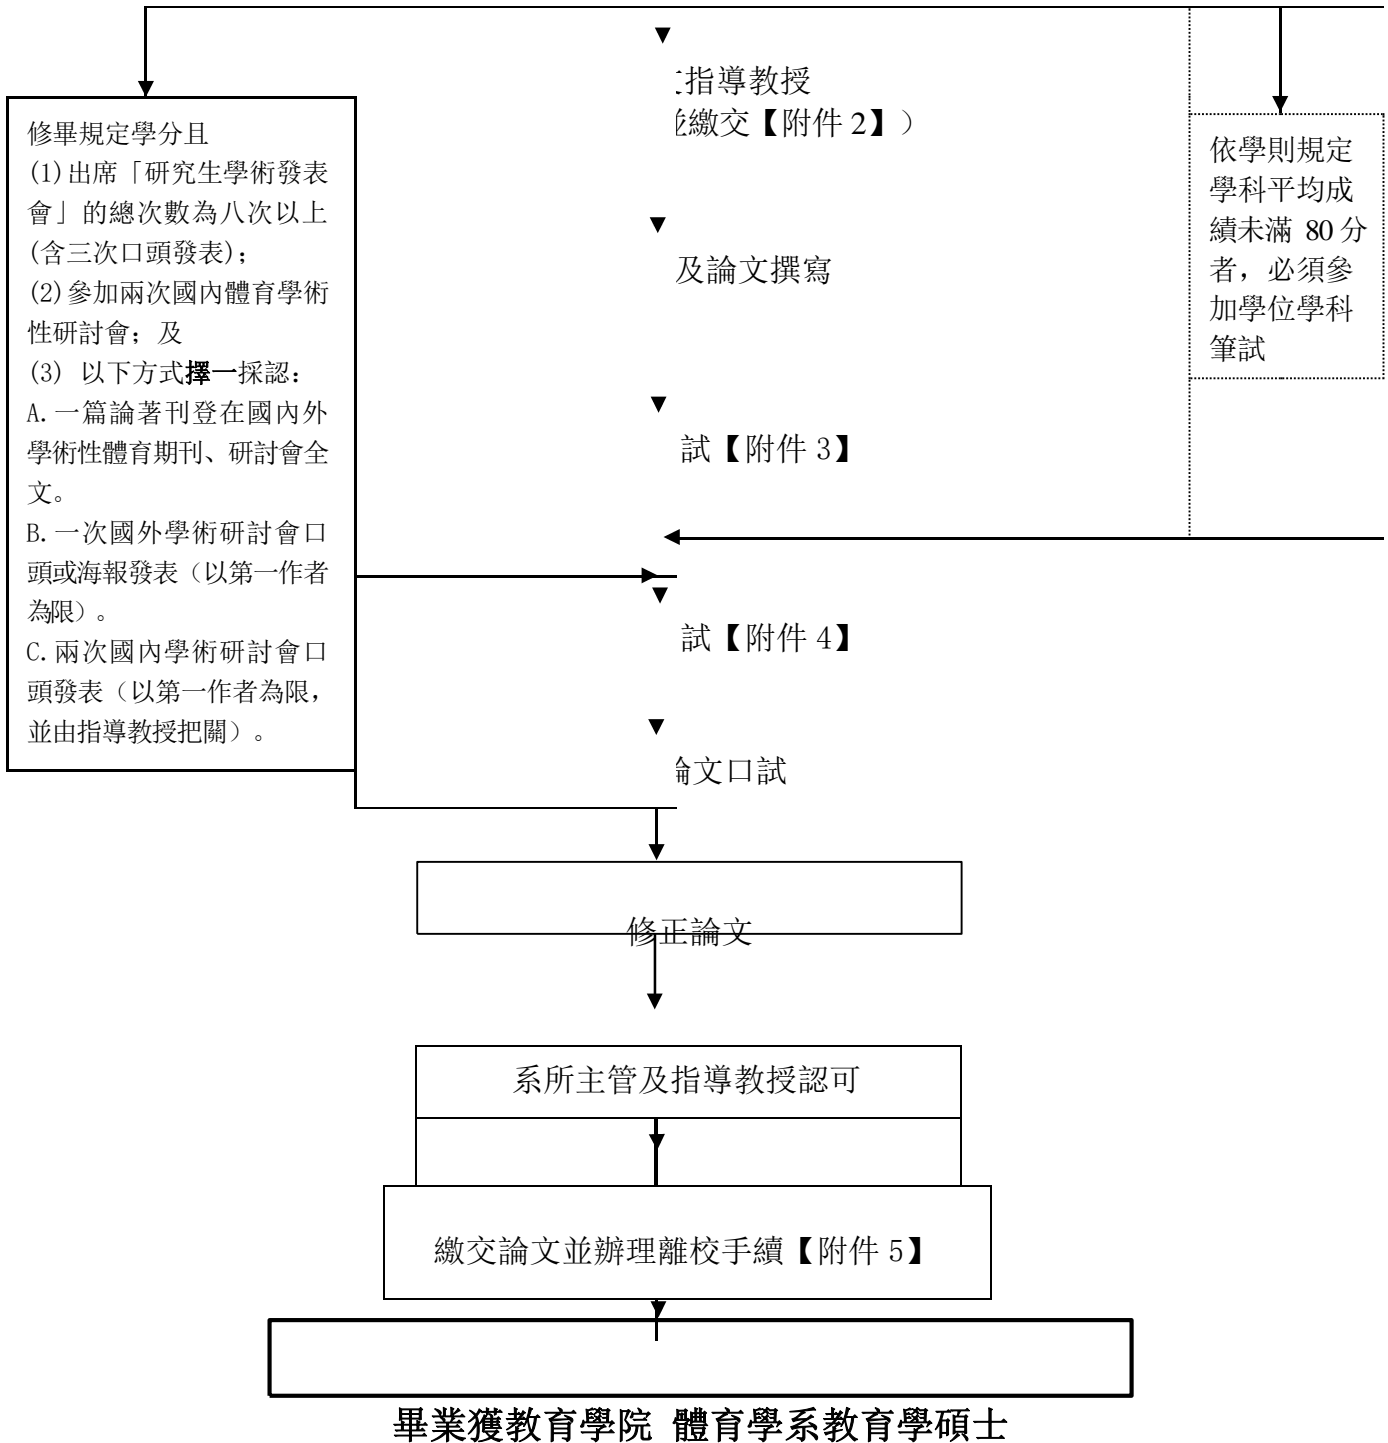 指導教授
繳交【附件 2】）
修畢規定學分且
(1)出席「研究生學術發表
會」的總次數為八次以上
(含三次口頭發表)；
(2)參加兩次國內體育學術
性研討會；及
(3) 以下方式擇一採認：
A.一篇論著刊登在國內外
學術性體育期刊、研討會全
文。
B.一次國外學術研討會口
頭或海報發表（以第一作者
為限）。
C.兩次國內學術研討會口
頭發表（以第一作者為限，
並由指導教授把關）。
依學則規定
學科平均成
績未滿 80 分
者，必須參
加學位學科
筆試
及論文撰寫
試【附件 3】
試【附件 4】
論文口試
修正論文
系所主管及指導教授認可
繳交論文並辦理離校手續【附件 5】
畢業獲教育學院 體育學系教育學碩士